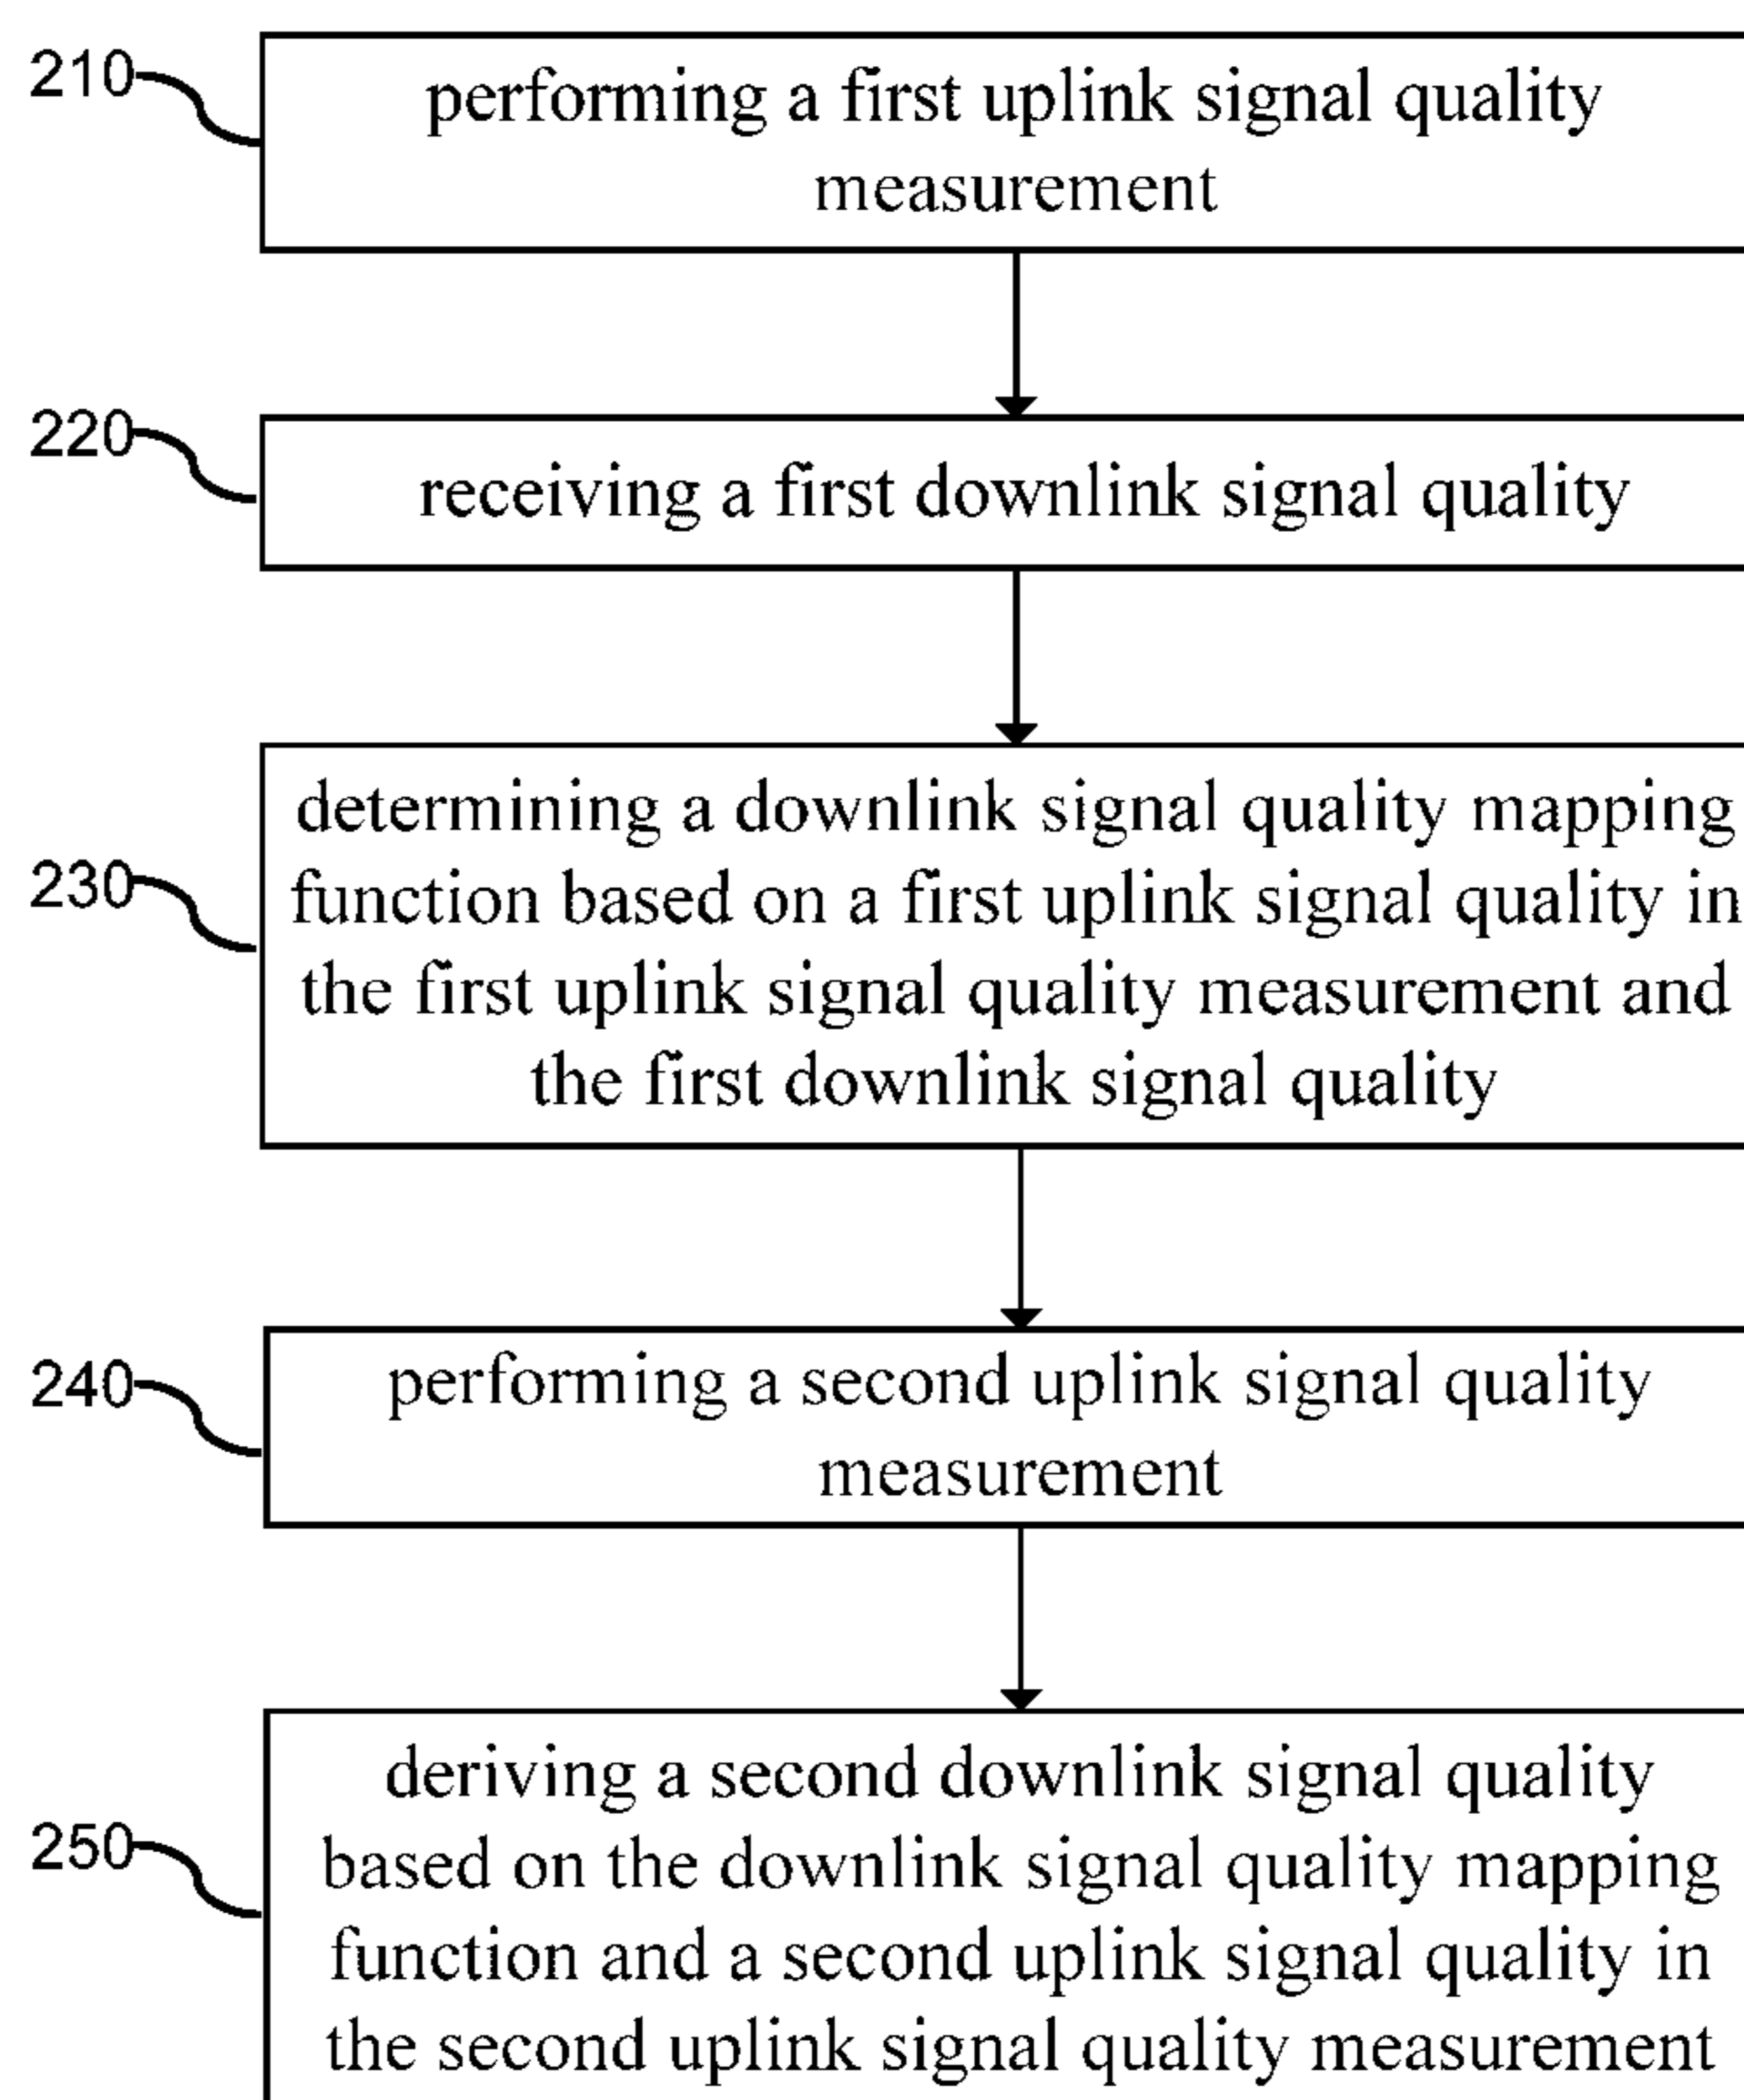 210
performing a first uplink signal quality
measurement
220
receiving a first downlink signal quality
230
determining a downlink signal quality mapping
function based on a first uplink signal quality in
the first uplink signal quality measurement and
the first downlink signal quality
240
performing a second uplink signal quality
measurement
250
deriving a second downlink signal quality
based on the downlink signal quality mapping
function and a second uplink signal quality in
the second uplink signal quality measurement